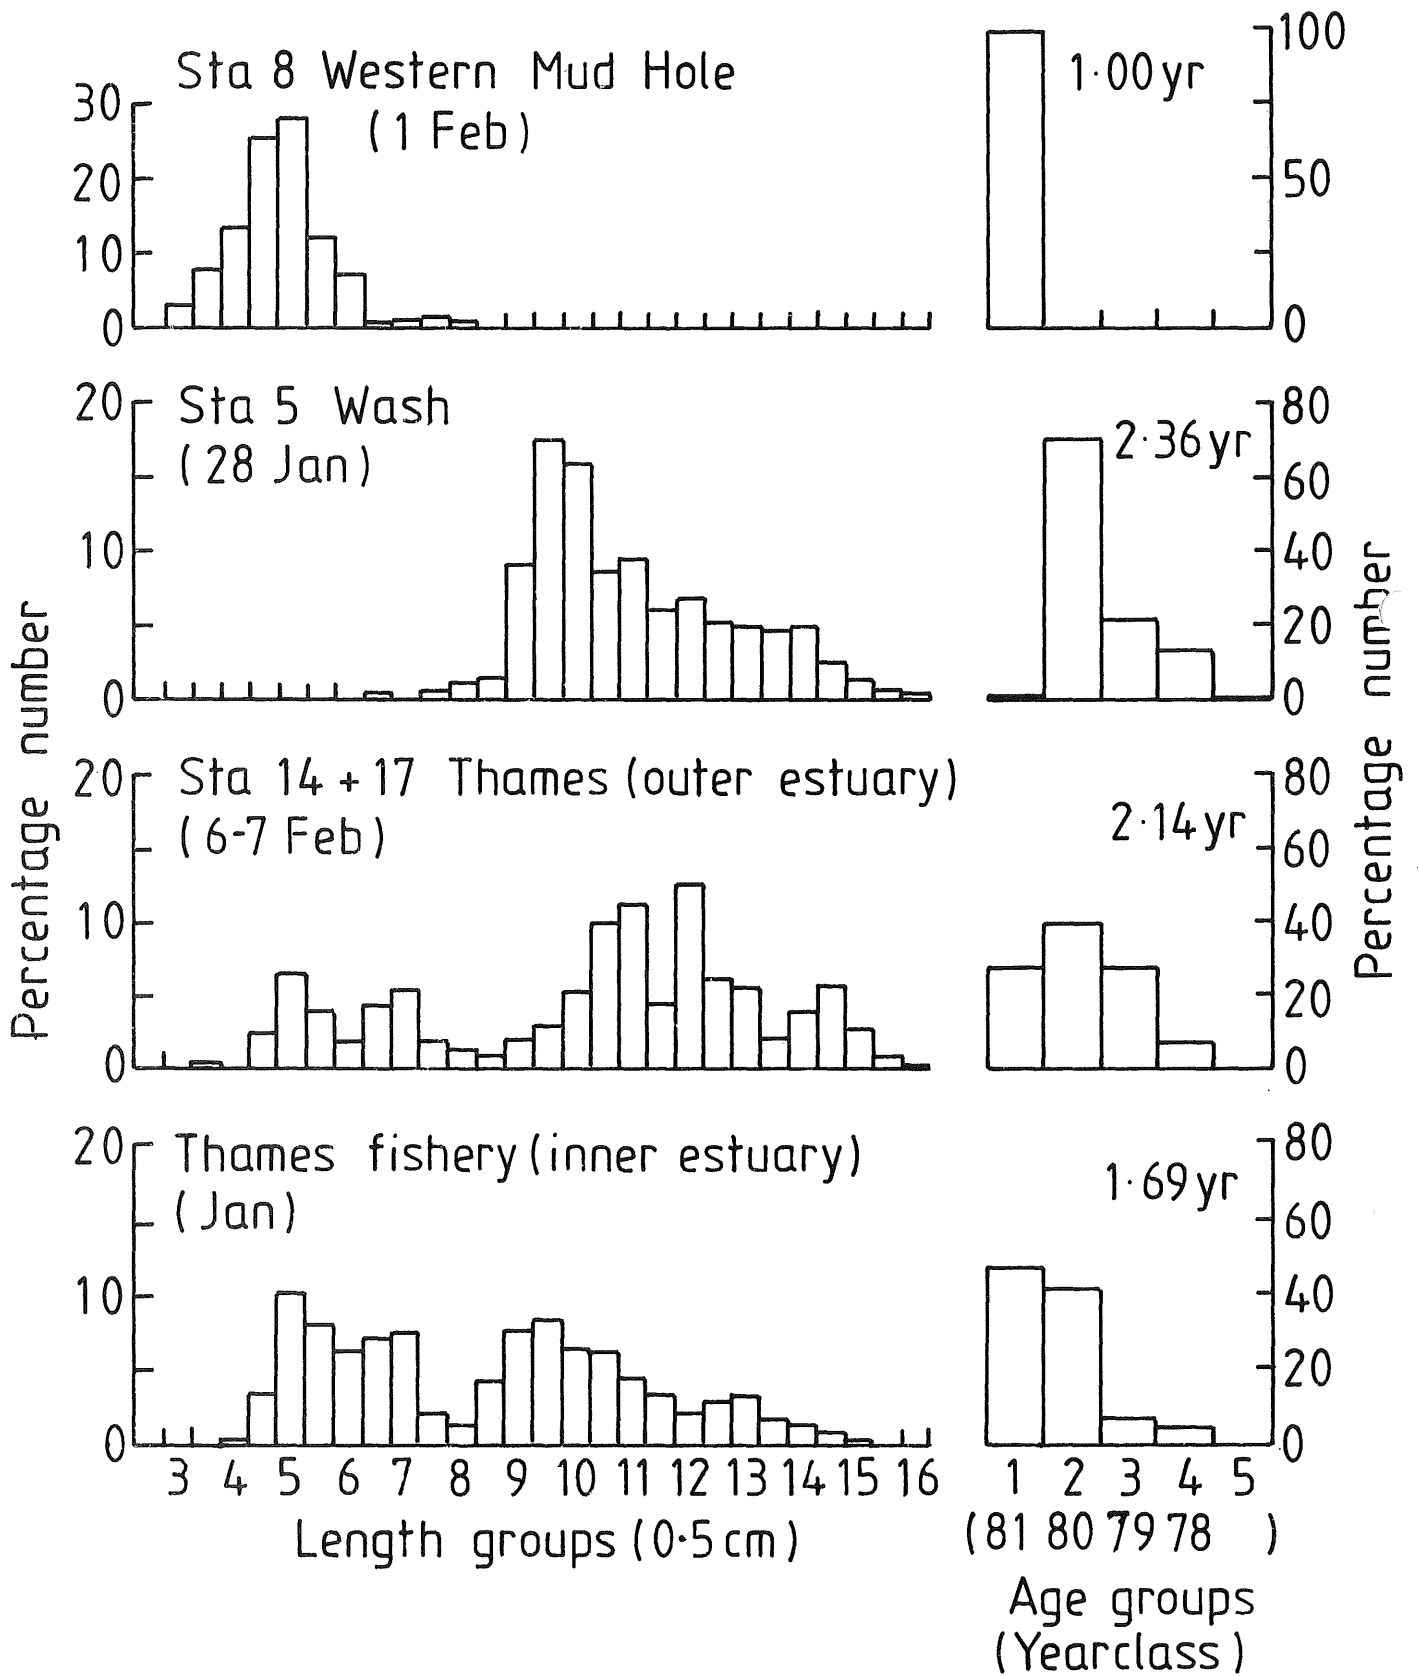 Sta 8 Western Mud Hole
(1 Feb)
1·00 yr
30
20
10
0
100
50
0
Sta 5 Wash
(28 Jan)
2·36 yr
20
10
0
80
60
40
20
0
Sta 14 + 17 Thames (outer estuary)
(6-7 Feb)
2·14 yr
20
10
0
80
60
40
20
0
Thames fishery (inner estuary)
(Jan)
1·69 yr
20
10
0
80
60
40
20
0
Percentage number
Percentage number
3 4 5 6 7 8 9 10 11 12 13 14 15 16
Length groups (0·5 cm)
1 2 3 4 5
(81 80 79 78 )
Age groups
(Yearclass)